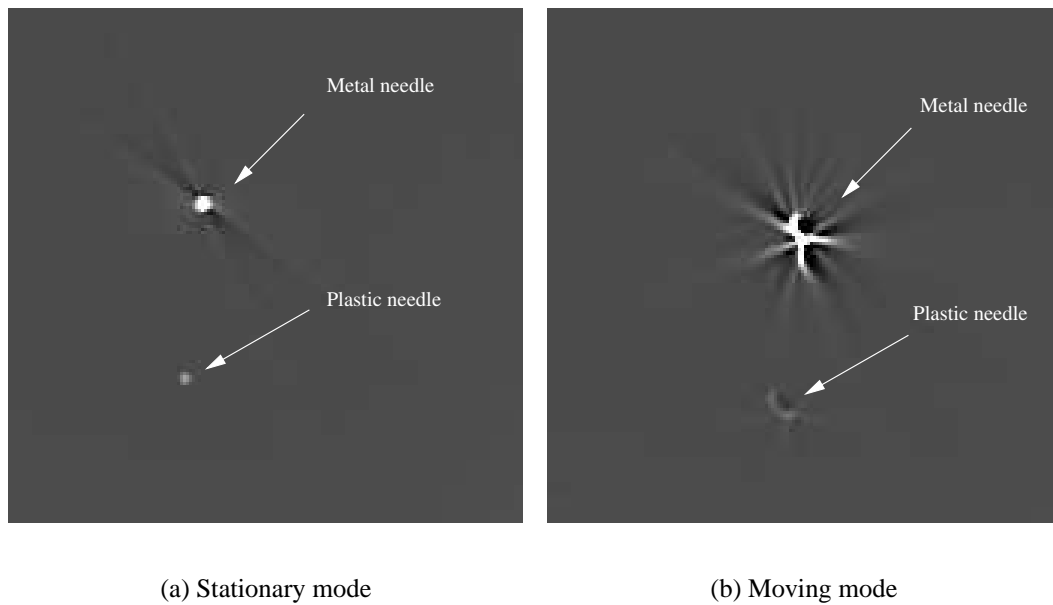 Metal needle
Plastic needle
Metal needle
Plastic needle
(a) Stationary mode
(b) Moving mode